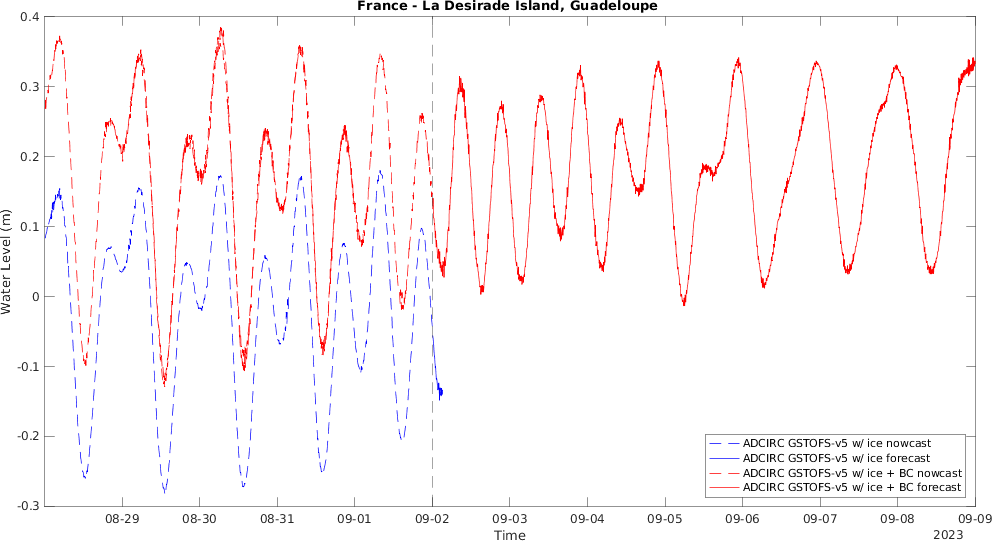 France - La Desirade Island, Guadeloupe
Water Level (m)
0.4
0.3
0.2
0.1
0
-0.1
-0.2
-0.3
ADCIRC GSTOFS-v5 w/ ice nowcast
ADCIRC GSTOFS-v5 w/ ice forecast
ADCIRC GSTOFS-v5 w/ ice + BC nowcast
ADCIRC GSTOFS-v5 w/ ice + BC forecast
08-29 08-30 08-31 09-01 09-02 09-03 09-04 09-05 09-06 09-07 09-08 09-09
Time
2023